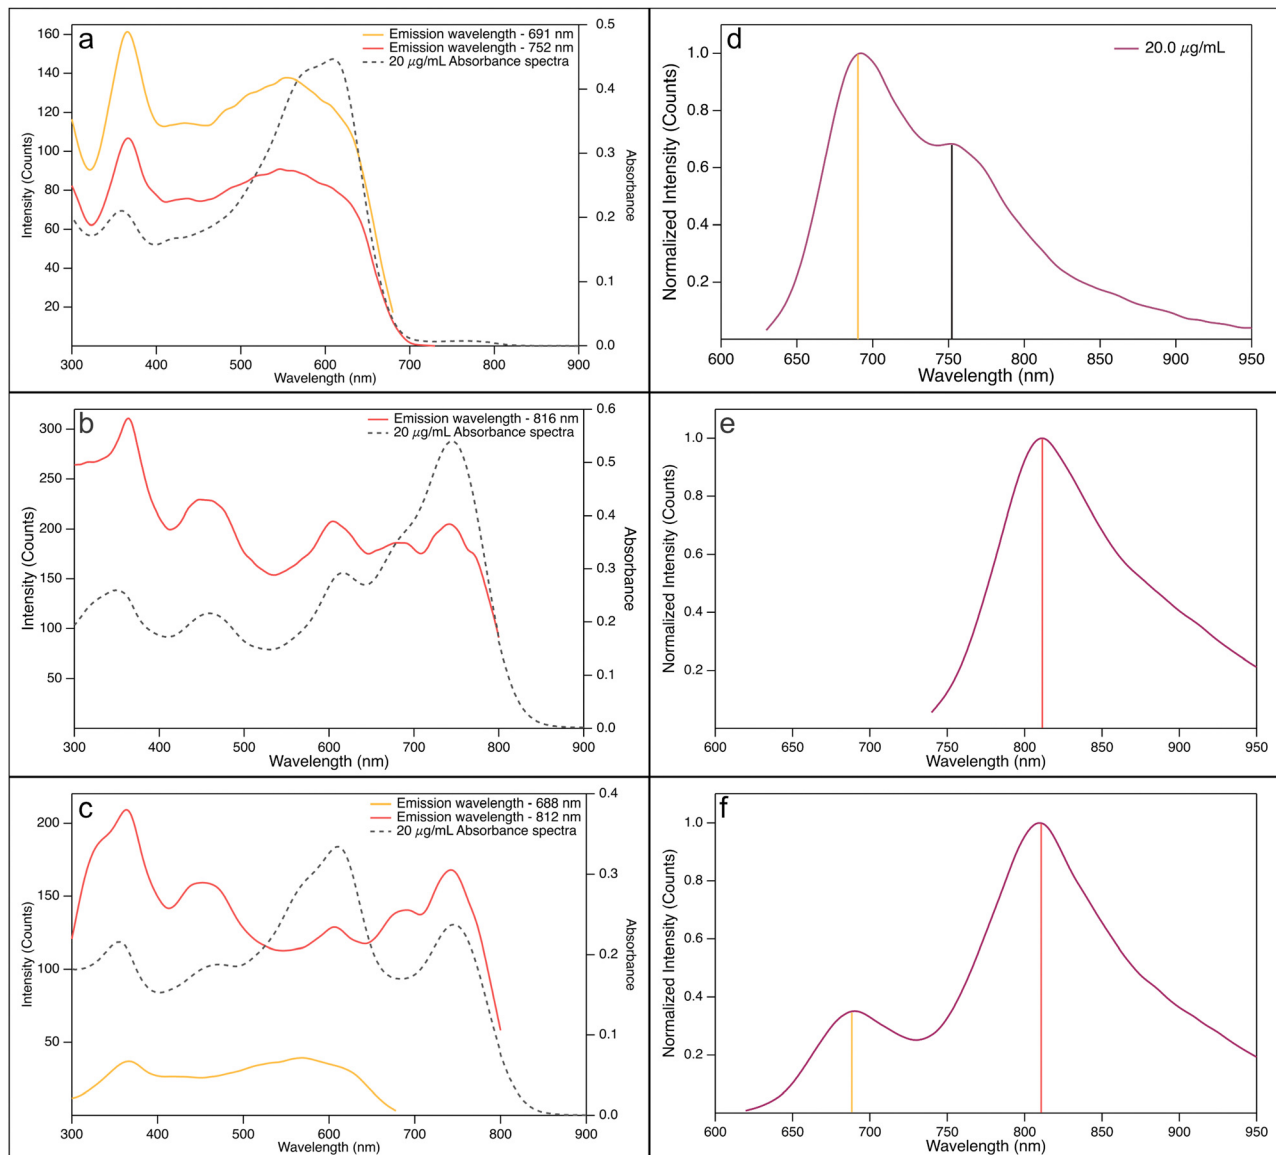 a
Emission wavelength - 691 nm
Emission wavelength - 752 nm
20 μg/mL Absorbance spectra
160
140
120
100
80
60
40
20
0.5
0.4
0.3
0.2
0.1
0.0
Intensity (Counts)
Absorbance
300 400 500 600 700 800 900
Wavelength (nm)
d
20.0 μg/mL
1.0
0.8
0.6
0.4
0.2
Normalized Intensity (Counts)
600 650 700 750 800 850 900 950
Wavelength (nm)
b
Emission wavelength - 816 nm
20 μg/mL Absorbance spectra
300
250
200
150
100
50
0.6
0.5
0.4
0.3
0.2
0.1
0.0
Intensity (Counts)
Absorbance
300 400 500 600 700 800 900
Wavelength (nm)
e
1.0
0.8
0.6
0.4
0.2
Normalized Intensity (Counts)
600 650 700 750 800 850 900 950
Wavelength (nm)
c
Emission wavelength - 688 nm
Emission wavelength - 812 nm
20 μg/mL Absorbance spectra
200
150
100
50
0.4
0.3
0.2
0.1
0.0
Intensity (Counts)
Absorbance
300 400 500 600 700 800 900
Wavelength (nm)
f
1.0
0.8
0.6
0.4
0.2
Normalized Intensity (Counts)
600 650 700 750 800 850 900 950
Wavelength (nm)